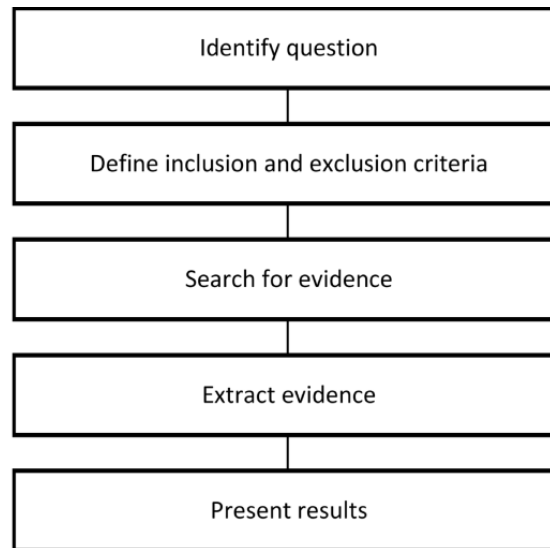 Identify question
Define inclusion and exclusion criteria
Search for evidence
Extract evidence
Present results